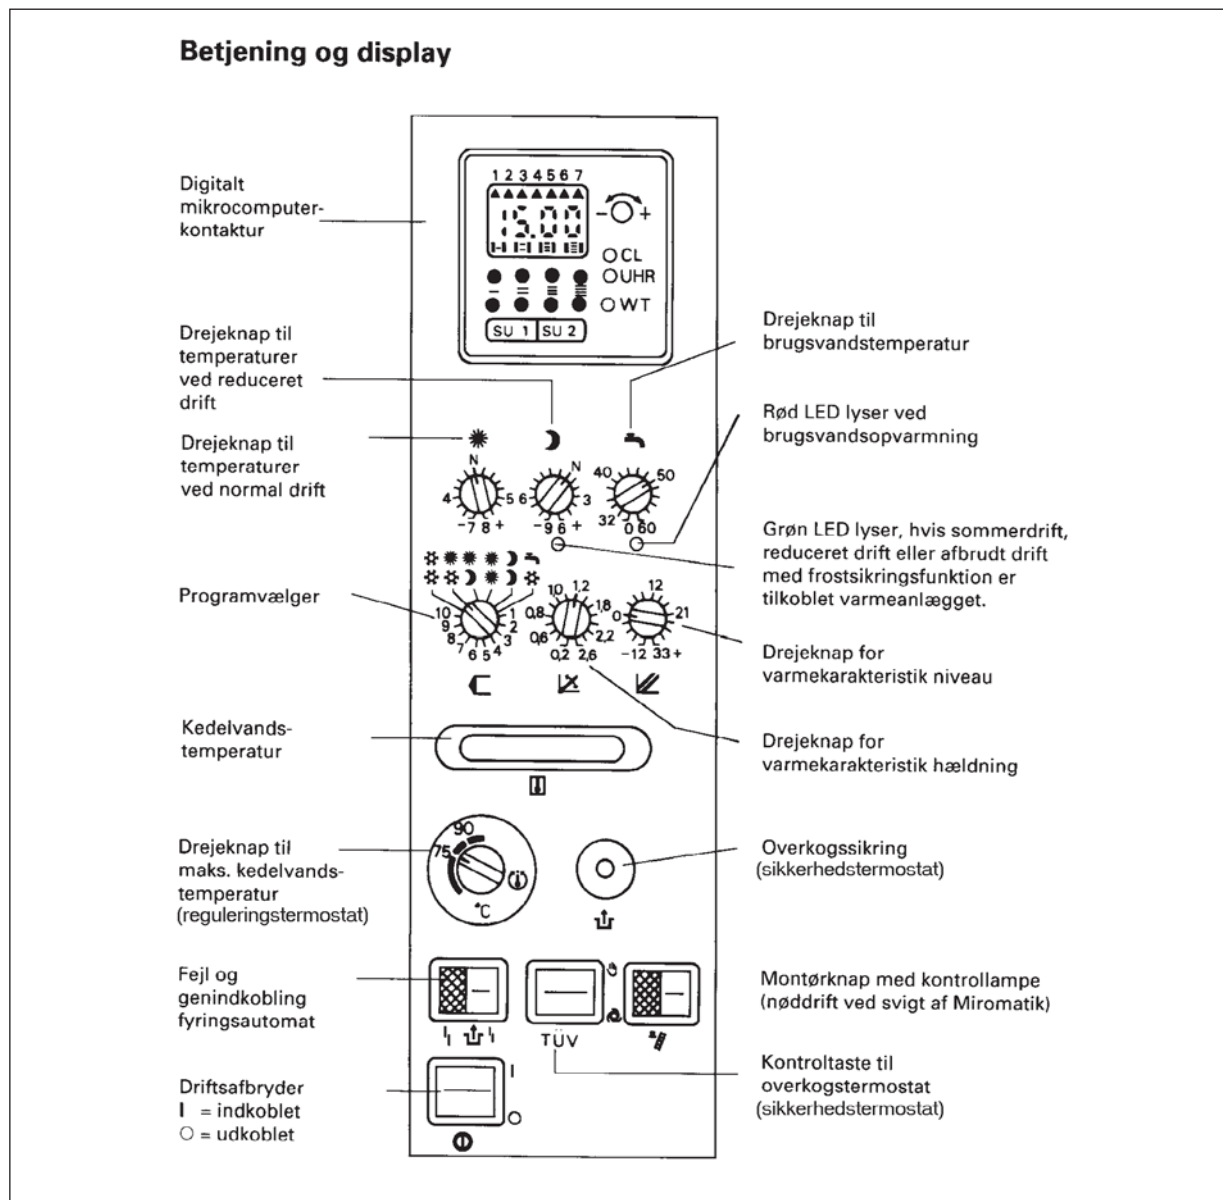 Betjening og display
Digitalt
mikrocomputer-
kontaktur
1 2 3 4 5 6 7
15.00
- +
CL
UHR
WT
SU 1 SU 2
Drejeknap til
temperaturer
ved reduceret
drift
Drejeknap til
brugsvandstemperatur
Rød LED lyser ved
brugsvandsopvarmning
Drejeknap til
temperaturer
ved normal drift
N
4 5
-7 8 +
N
6 3
-9 6 +
40 50
32 0 60
Grøn LED lyser, hvis sommerdrift,
reduceret drift eller afbrudt drift
med frostsikringsfunktion er
tilkoblet varmeanlægget.
Programvælger
10 1
9 2
8 3
7 6 5 4
1,0 1,2
0,8 1,8
0,6 2,2
0,2 2,6
12
0 21
-12 33 +
Drejeknap for
varmekarakteristik niveau
Kedelvands-
temperatur
Drejeknap for
varmekarakteristik hældning
Drejeknap til
maks. kedelvands-
temperatur
(reguleringstermostat)
90
75
°C
Overkogssikring
(sikkerhedstermostat)
Fejl og
genindkobling
fyringsautomat
TÜV
Montørknap med kontrollampe
(nøddrift ved svigt af Miromatik)
Kontroltaste til
overkogstermostat
(sikkerhedstermostat)
Driftsafbryder
I = indkoblet
O = udkoblet
I
O